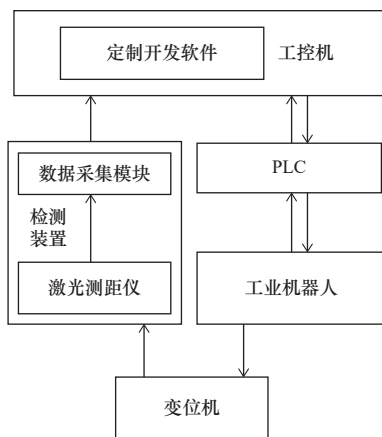 定制开发软件
工控机
数据采集模块
检测
装置
激光测距仪
PLC
工业机器人
变位机